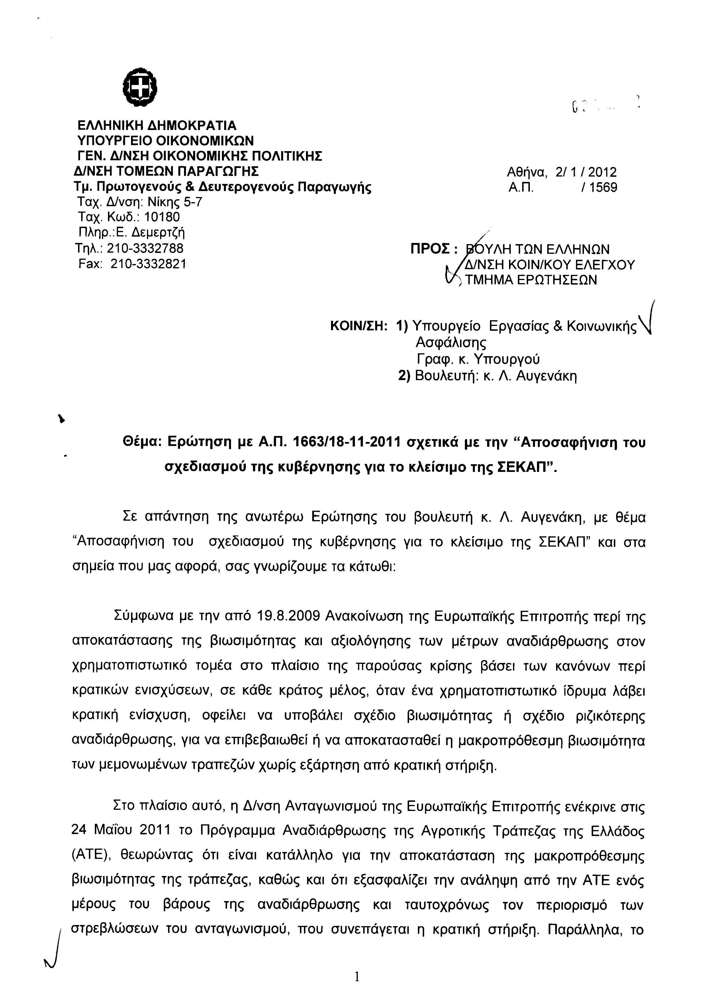 ΕΛΛΗΝΙΚΗ ΔΗΜΟΚΡΑΤΙΑ
ΥΠΟΥΡΓΕΙΟ ΟΙΚΟΝΟΜΙΚΩΝ
ΓΕΝ. Δ/ΝΣΗ ΟΙΚΟΝΟΜΙΚΗΣ ΠΟΛΙΤΙΚΗΣ
Δ/ΝΣΗ ΤΟΜΕΩΝ ΠΑΡΑΓΩΓΗΣ
Τμ. Πρωτογενούς & Δευτερογενούς Παραγωγής
Ταχ. Δ/νση: Νίκης 5-7
Ταχ. Κωδ.: 10180
Πληρ.:Ε. Δεμερτζή
Τηλ.: 210-3332788
Fax: 210-3332821
Αθήνα, 2/ 1 / 2012
Α.Π. / 1569
ΠΡΟΣ : ΒΟΥΛΗ ΤΩΝ ΕΛΛΗΝΩΝ
Δ/ΝΣΗ ΚΟΙΝ/ΚΟΥ ΕΛΕΓΧΟΥ
ΤΜΗΜΑ ΕΡΩΤΗΣΕΩΝ
ΚΟΙΝ/ΣΗ: 1) Υπουργείο Εργασίας & Κοινωνικής
Ασφάλισης
Γραφ. κ. Υπουργού
2) Βουλευτή: κ. Λ. Αυγενάκη
Θέμα: Ερώτηση με Α.Π. 1663/18-11-2011 σχετικά με την “Αποσαφήνιση του
σχεδιασμού της κυβέρνησης για το κλείσιμο της ΣΕΚΑΠ”.
Σε απάντηση της ανωτέρω Ερώτησης του βουλευτή κ. Λ. Αυγενάκη, με θέμα
“Αποσαφήνιση του σχεδιασμού της κυβέρνησης για το κλείσιμο της ΣΕΚΑΠ” και στα
σημεία που μας αφορά, σας γνωρίζουμε τα κάτωθι:
Σύμφωνα με την από 19.8.2009 Ανακοίνωση της Ευρωπαϊκής Επιτροπής περί της
αποκατάστασης της βιωσιμότητας και αξιολόγησης των μέτρων αναδιάρθρωσης στον
χρηματοπιστωτικό τομέα στο πλαίσιο της παρούσας κρίσης βάσει των κανόνων περί
κρατικών ενισχύσεων, σε κάθε κράτος μέλος, όταν ένα χρηματοπιστωτικό ίδρυμα λάβει
κρατική ενίσχυση, οφείλει να υποβάλει σχέδιο βιωσιμότητας ή σχέδιο ριζικότερης
αναδιάρθρωσης, για να επιβεβαιωθεί ή να αποκατασταθεί η μακροπρόθεσμη βιωσιμότητα
των μεμονωμένων τραπεζών χωρίς εξάρτηση από κρατική στήριξη.
Στο πλαίσιο αυτό, η Δ/νση Ανταγωνισμού της Ευρωπαϊκής Επιτροπής ενέκρινε στις
24 Μαΐου 2011 το Πρόγραμμα Αναδιάρθρωσης της Αγροτικής Τράπεζας της Ελλάδος
(ΑΤΕ), θεωρώντας ότι είναι κατάλληλο για την αποκατάσταση της μακροπρόθεσμης
βιωσιμότητας της τράπεζας, καθώς και ότι εξασφαλίζει την ανάληψη από την ΑΤΕ ενός
μέρους του βάρους της αναδιάρθρωσης και ταυτοχρόνως τον περιορισμό των
στρεβλώσεων του ανταγωνισμού, που συνεπάγεται η κρατική στήριξη. Παράλληλα, το
1